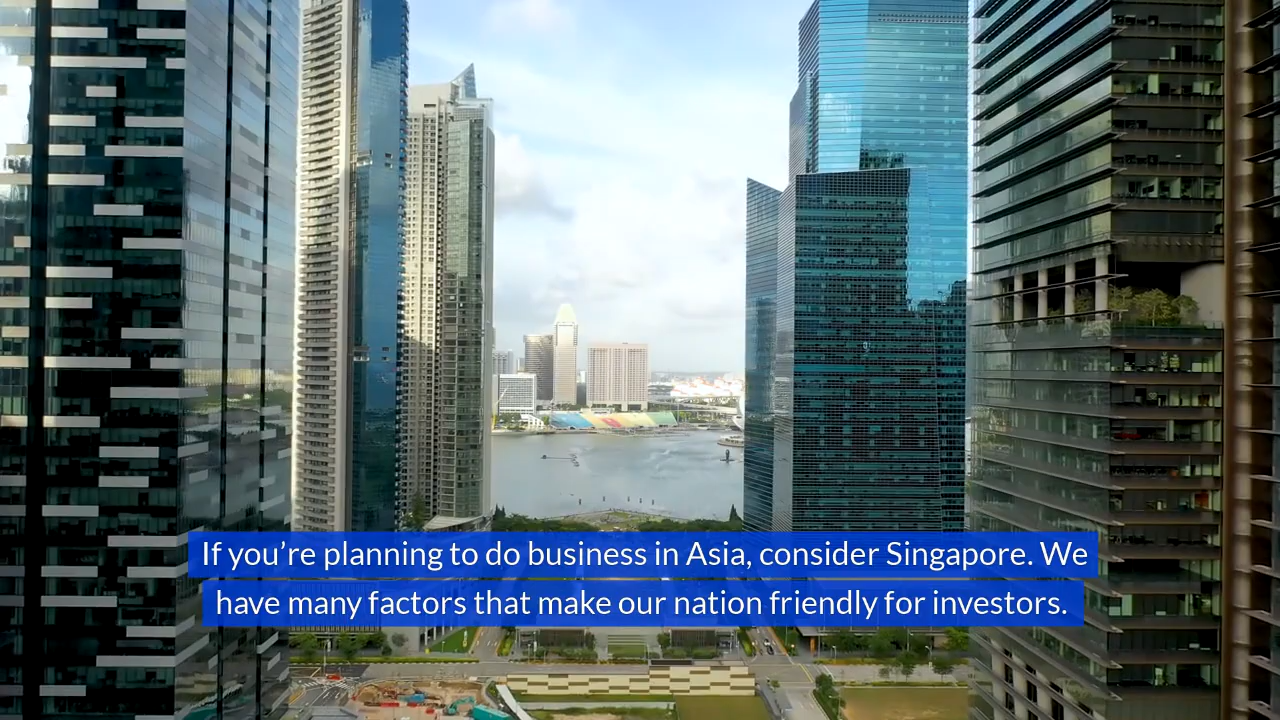 If you’re planning to do business in Asia, consider Singapore. We
have many factors that make our nation friendly for investors.